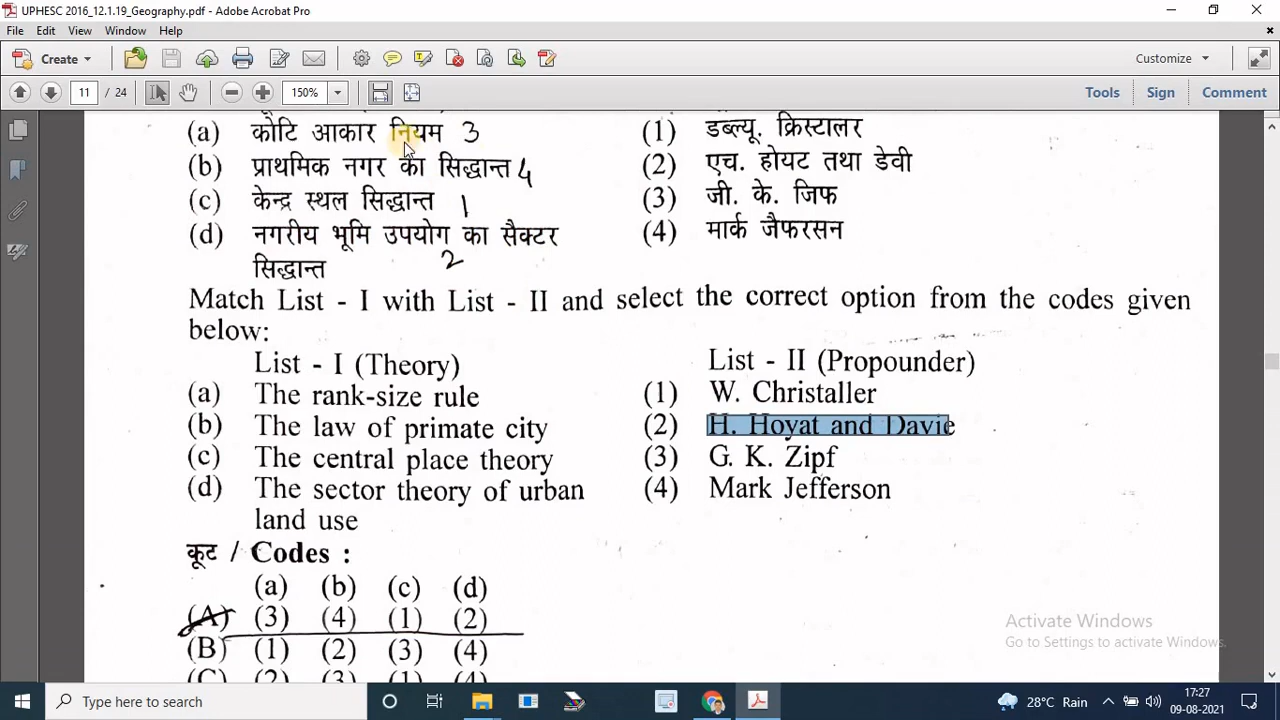 UPHESC 2016_12.1.19_Geography.pdf - Adobe Acrobat Pro
File Edit View Window Help
Create Customize
11 / 24 150% Tools Sign Comment
(a) कोटि आकार नियम 3 (1) डब्ल्यू. क्रिस्टालर
(b) प्राथमिक नगर का सिद्धान्त 4 (2) एच. होयट तथा डेवी
(c) केन्द्र स्थल सिद्धान्त 1 (3) जी. के. जिफ
(d) नगरीय भूमि उपयोग का सैक्टर (4) मार्क जैफरसन
सिद्धान्त 2
Match List - I with List - II and select the correct option from the codes given
below:
List - I (Theory) List - II (Propounder)
(a) The rank-size rule (1) W. Christaller
(b) The law of primate city (2) H. Hoyat and Davie
(c) The central place theory (3) G. K. Zipf
(d) The sector theory of urban (4) Mark Jefferson
land use
कूट / Codes :
(a) (b) (c) (d)
(A) (3) (4) (1) (2)
(B) (1) (2) (3) (4)
Activate Windows
Go to Settings to activate Windows.
Type here to search 28°C Rain 17:27
09-08-2021